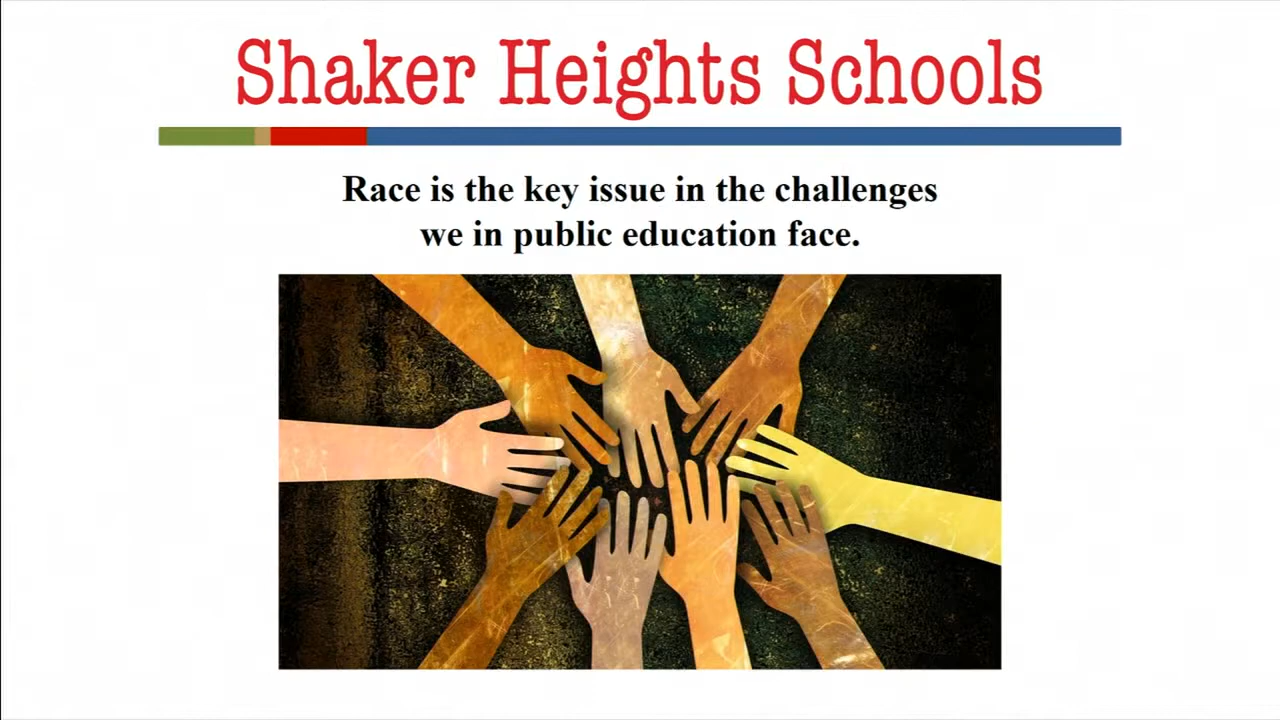 Shaker Heights Schools
Race is the key issue in the challenges
we in public education face.